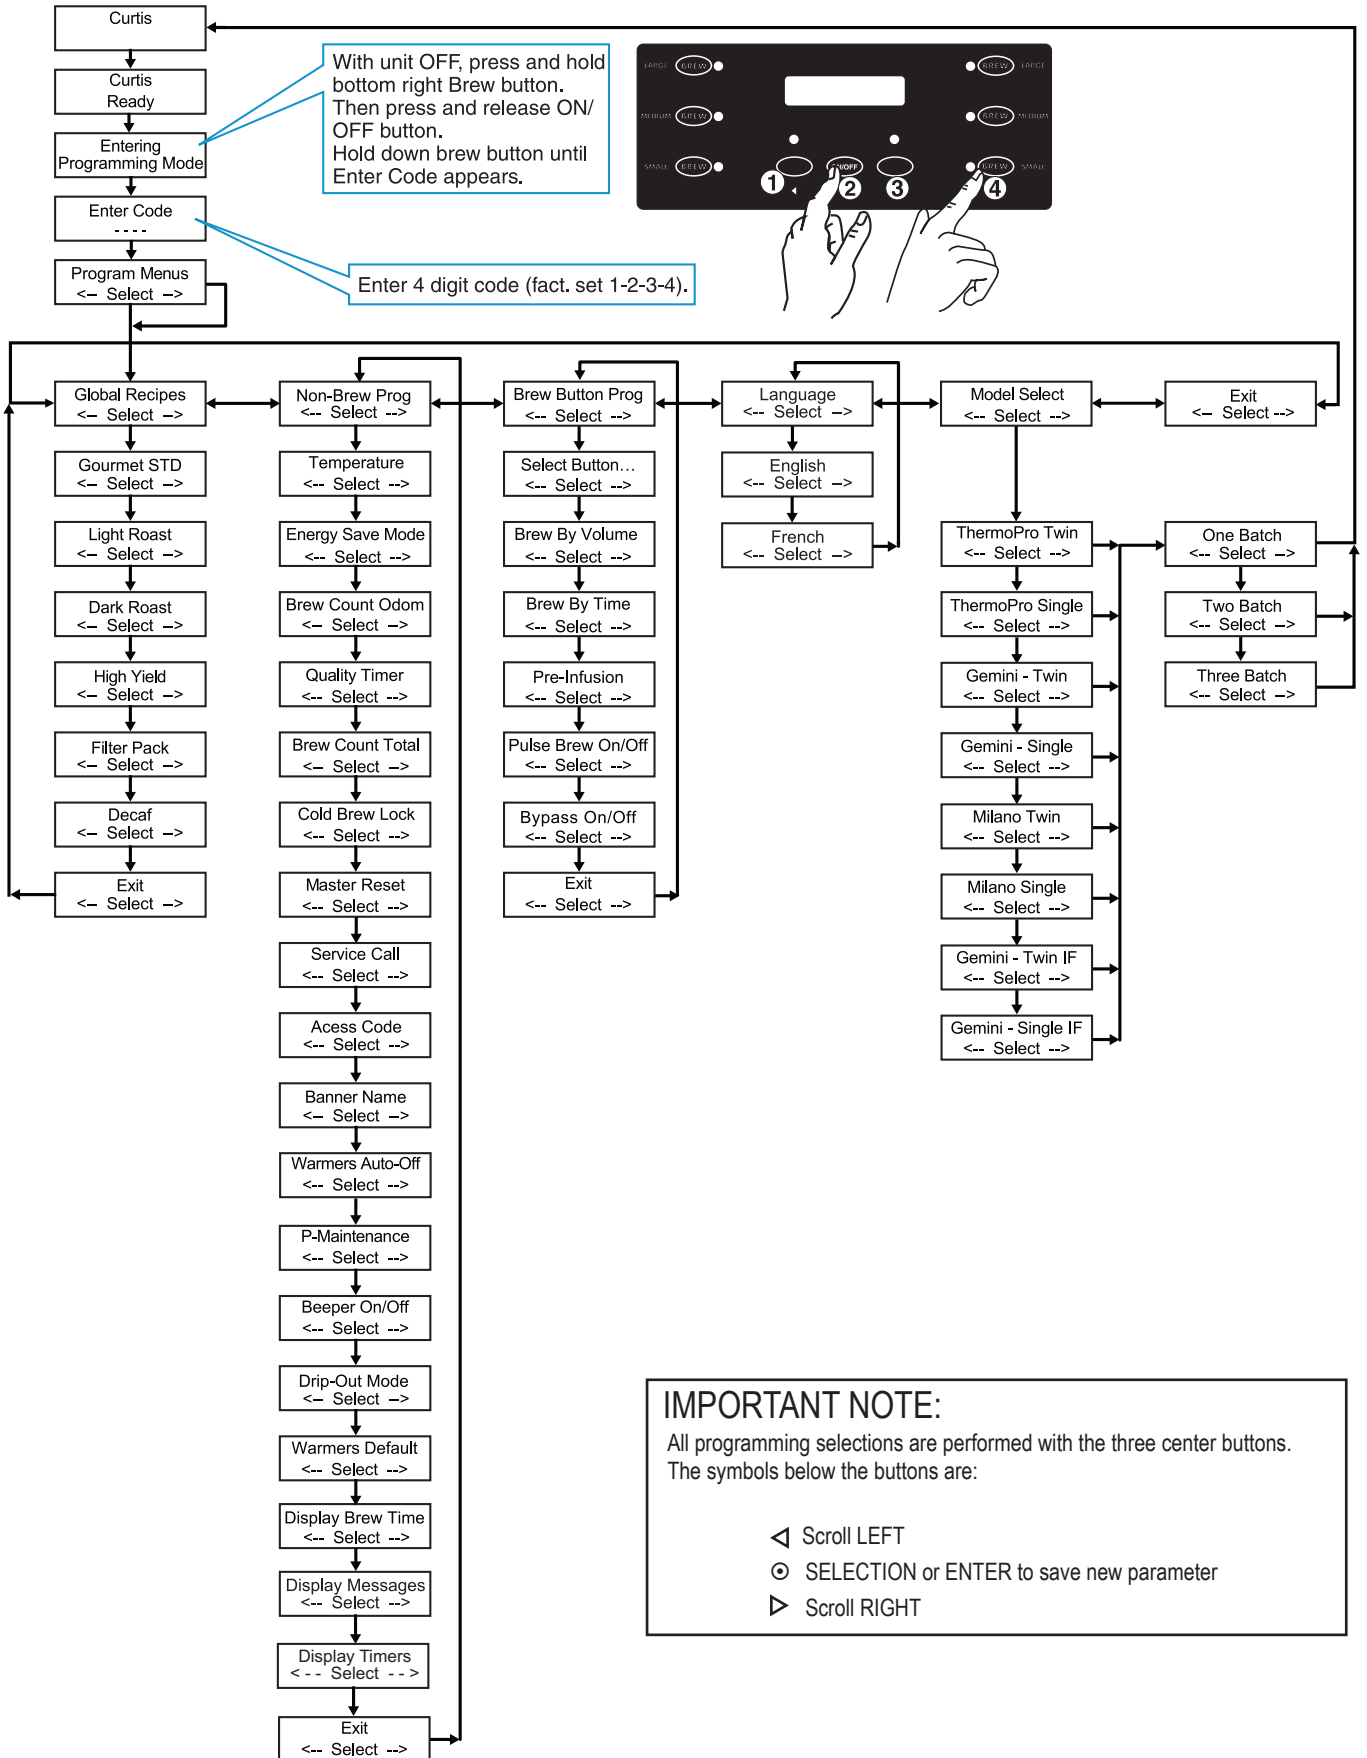 Curtis
Curtis
Ready
Entering
Programming Mode
Enter Code
- - - -
Program Menus
<– Select –>
With unit OFF, press and hold
bottom right Brew button.
Then press and release ON/
OFF button.
Hold down brew button until
Enter Code appears.
Enter 4 digit code (fact. set 1-2-3-4).
LARGE BREW
BREW LARGE
MEDIUM BREW
BREW MEDIUM
SMALL BREW
ON/OFF
BREW SMALL
1
2
3
4
Global Recipes
<– Select –>
Gourmet STD
<– Select –>
Light Roast
<– Select –>
Dark Roast
<– Select –>
High Yield
<– Select –>
Filter Pack
<– Select –>
Decaf
<– Select –>
Exit
<– Select –>
Non-Brew Prog
<-- Select -->
Temperature
<-- Select -->
Energy Save Mode
<-- Select -->
Brew Count Odom
<-- Select -->
Quality Timer
<-- Select -->
Brew Count Total
<– Select –>
Cold Brew Lock
<-- Select -->
Master Reset
<-- Select -->
Service Call
<-- Select -->
Acess Code
<-- Select -->
Banner Name
<– Select –>
Warmers Auto-Off
<-- Select -->
P-Maintenance
<-- Select -->
Beeper On/Off
<-- Select -->
Drip-Out Mode
<– Select –>
Warmers Default
<-- Select -->
Display Brew Time
<-- Select -->
Display Messages
<-- Select -->
Display Timers
< - - Select - - >
Exit
<-- Select -->
Brew Button Prog
<-- Select -->
Select Button...
<-- Select -->
Brew By Volume
<-- Select -->
Brew By Time
<-- Select -->
Pre-Infusion
<-- Select -->
Pulse Brew On/Off
<-- Select -->
Bypass On/Off
<-- Select -->
Exit
<-- Select -->
Language
<-- Select -->
English
<-- Select -->
French
<-- Select -->
Model Select
<-- Select -->
ThermoPro Twin
<-- Select -->
ThermoPro Single
<-- Select -->
Gemini - Twin
<-- Select -->
Gemini - Single
<-- Select -->
Milano Twin
<-- Select -->
Milano Single
<-- Select -->
Gemini - Twin IF
<-- Select -->
Gemini - Single IF
<-- Select -->
Exit
<– Select -->
One Batch
<-- Select -->
Two Batch
<-- Select -->
Three Batch
<-- Select -->
IMPORTANT NOTE:
All programming selections are performed with the three center buttons.
The symbols below the buttons are:
Scroll LEFT
SELECTION or ENTER to save new parameter
Scroll RIGHT